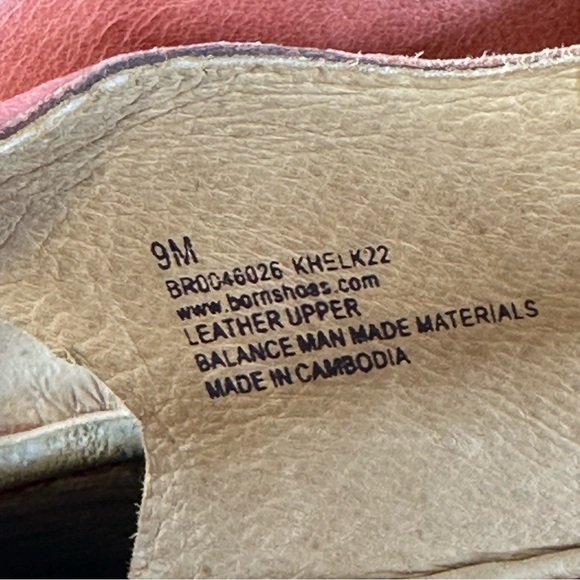 9M
BR0046026 KHELK22
www.bornshoes.com
LEATHER UPPER
BALANCE MAN MADE MATERIALS
MADE IN CAMBODIA